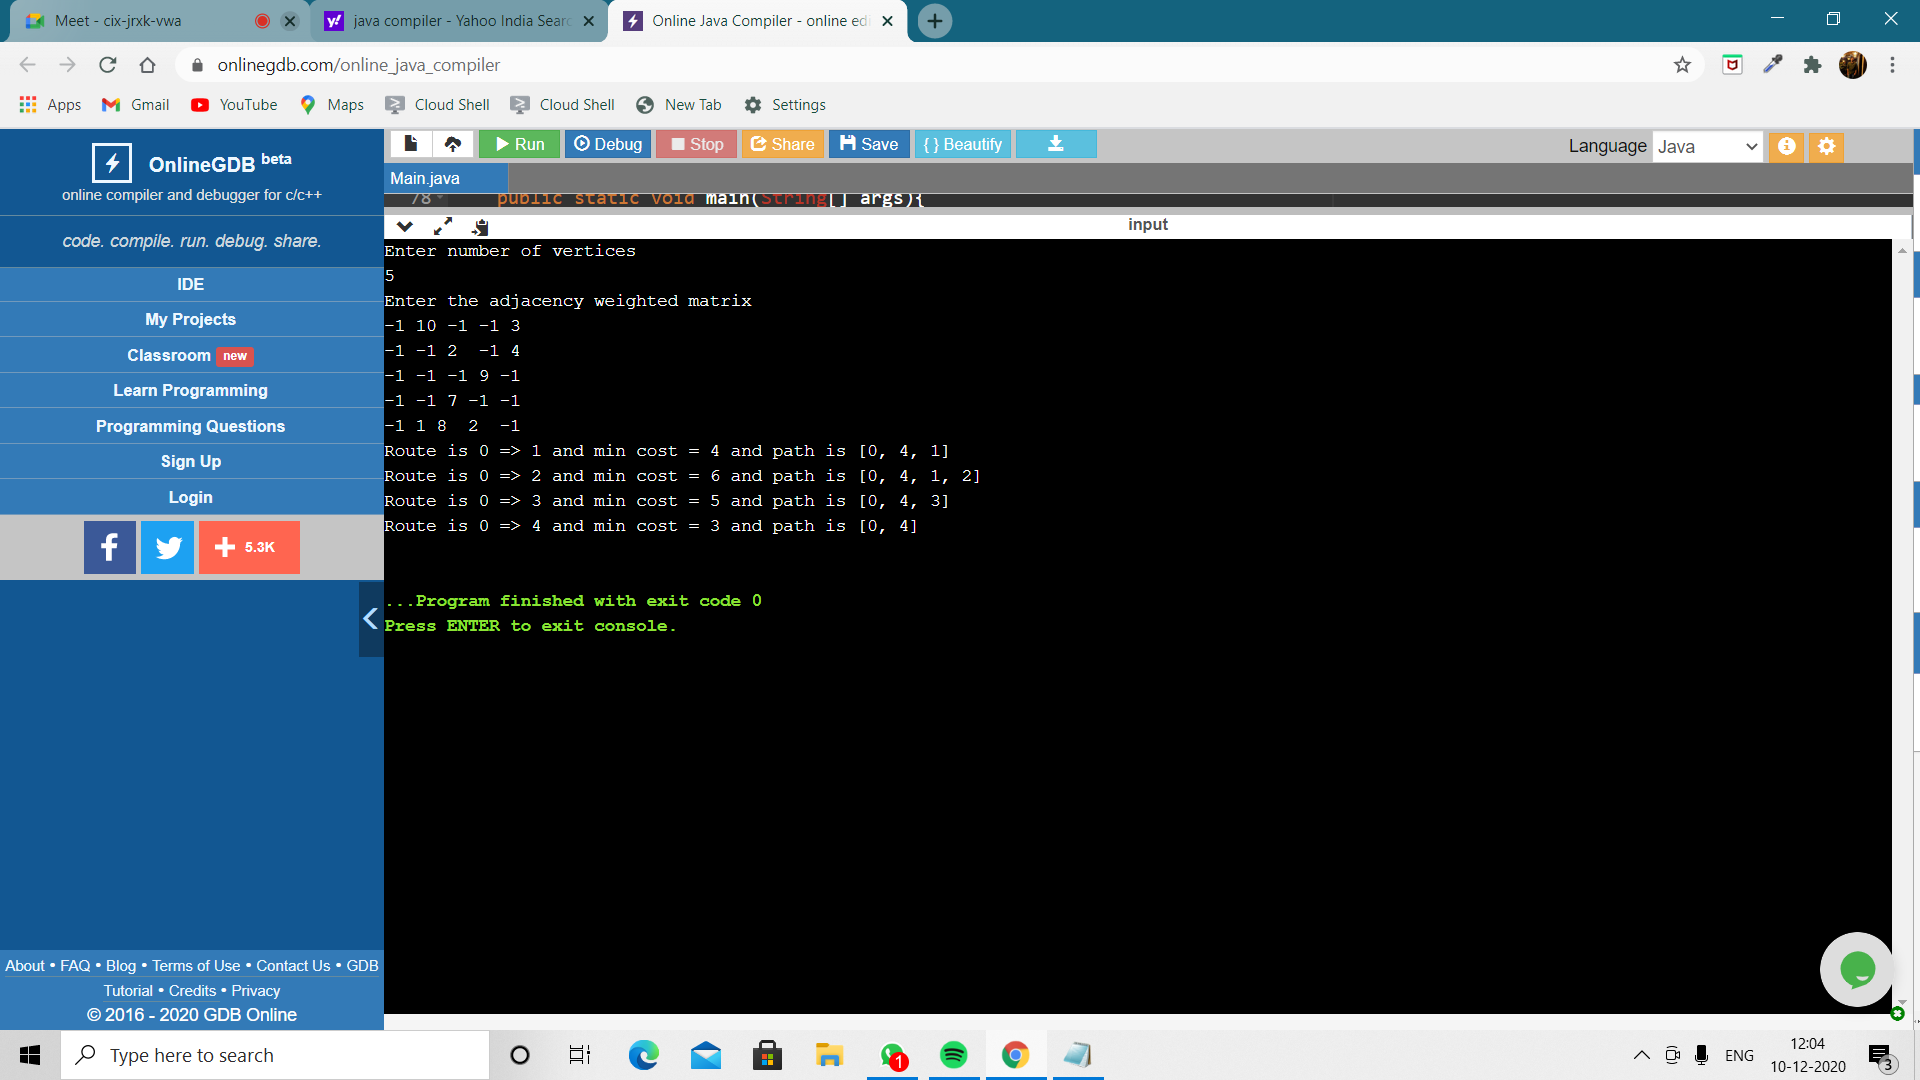 Meet - cix-jrxk-vwa
java compiler - Yahoo India Searc
Online Java Compiler - online edi
onlinegdb.com/online_java_compiler
Apps Gmail YouTube Maps Cloud Shell Cloud Shell New Tab Settings
OnlineGDB beta
online compiler and debugger for c/c++
code. compile. run. debug. share.
IDE
My Projects
Classroom new
Learn Programming
Programming Questions
Sign Up
Login
5.3K
About • FAQ • Blog • Terms of Use • Contact Us • GDB
Tutorial • Credits • Privacy
© 2016 - 2020 GDB Online
Run Debug Stop Share Save { } Beautify
Language Java
Main.java
78 public static void main(String[] args){
input
Enter number of vertices
5
Enter the adjacency weighted matrix
-1 10 -1 -1 3
-1 -1 2  -1 4
-1 -1 -1 9 -1
-1 -1 7 -1 -1
-1 1 8  2  -1
Route is 0 => 1 and min cost = 4 and path is [0, 4, 1]
Route is 0 => 2 and min cost = 6 and path is [0, 4, 1, 2]
Route is 0 => 3 and min cost = 5 and path is [0, 4, 3]
Route is 0 => 4 and min cost = 3 and path is [0, 4]
...Program finished with exit code 0
Press ENTER to exit console.
Type here to search
1
ENG
12:04
10-12-2020
3